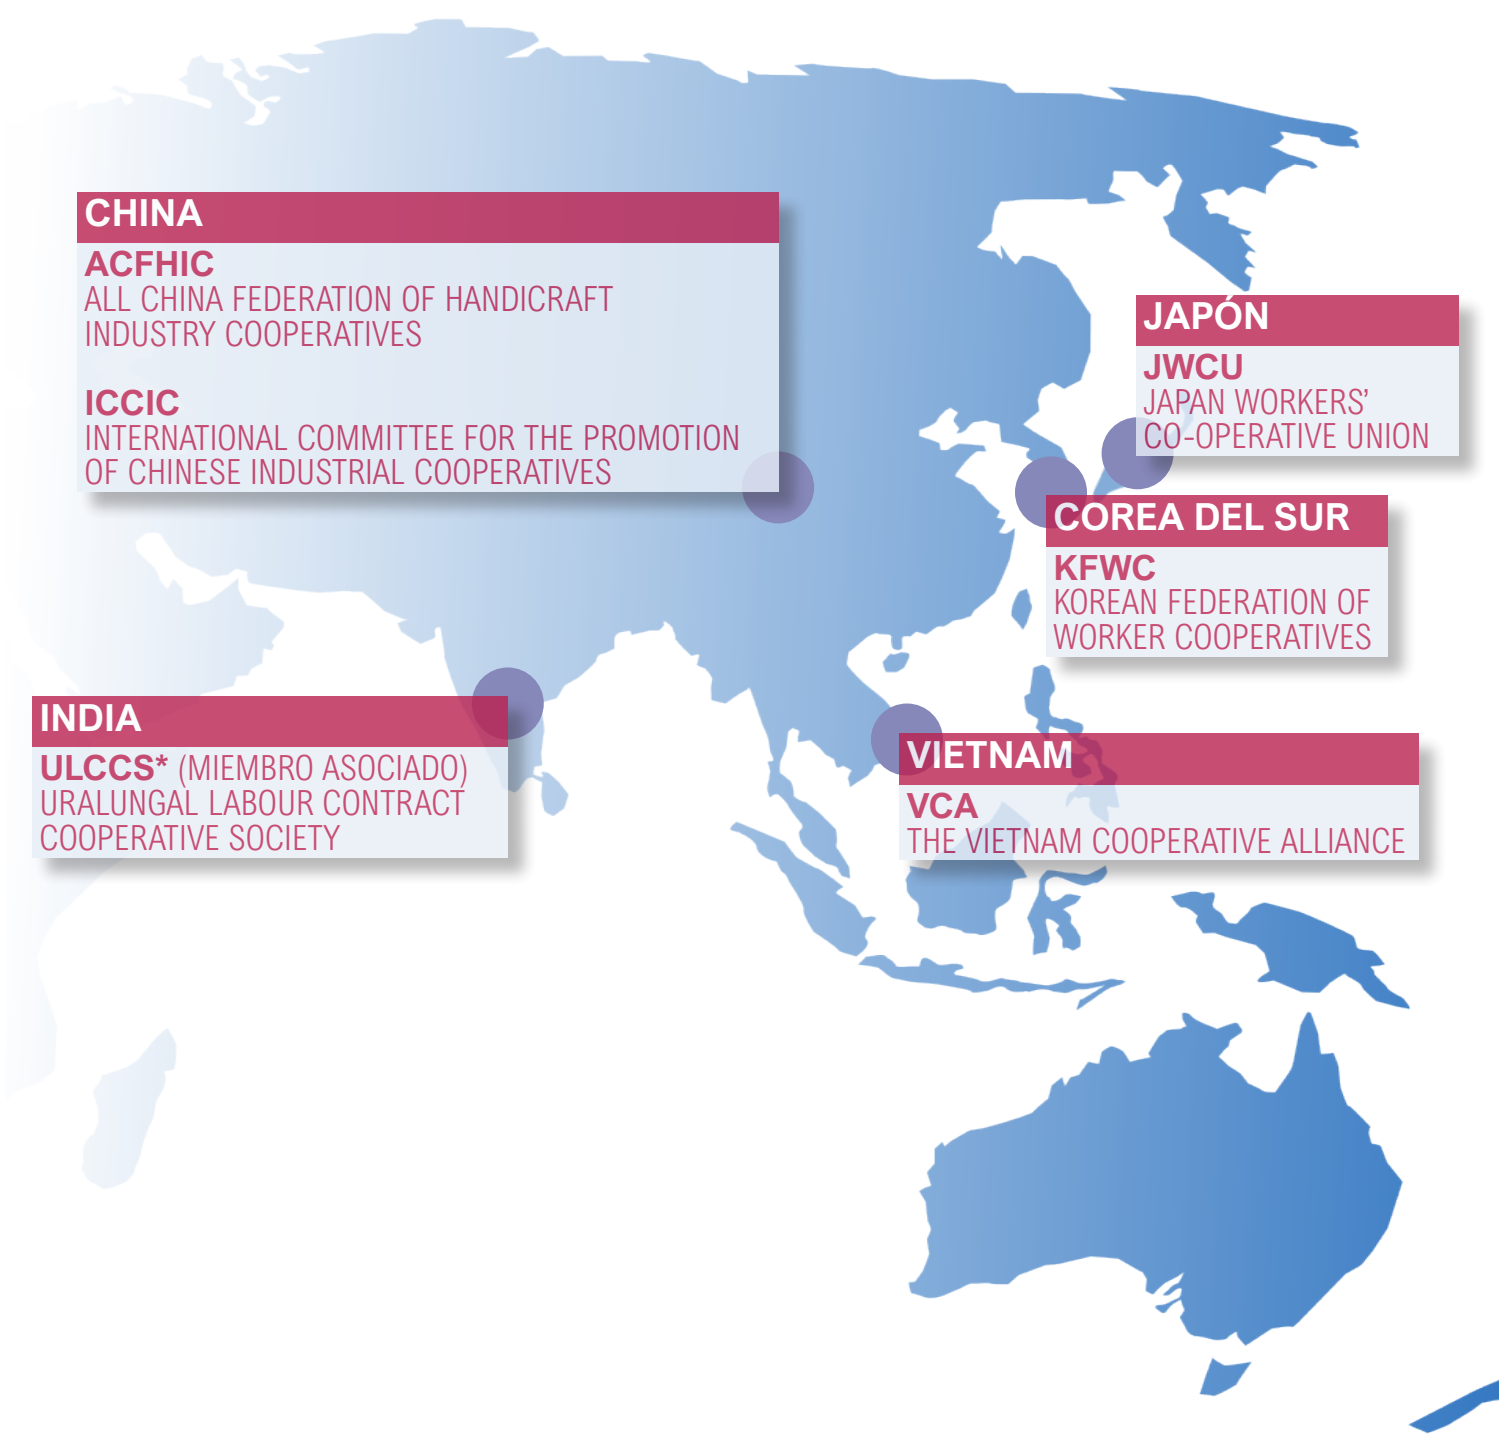 CHINA
ACFHIC
ALL CHINA FEDERATION OF HANDICRAFT
INDUSTRY COOPERATIVES
ICCIC
INTERNATIONAL COMMITTEE FOR THE PROMOTION
OF CHINESE INDUSTRIAL COOPERATIVES
JAPÓN
JWCU
JAPAN WORKERS’
CO-OPERATIVE UNION
COREA DEL SUR
KFWC
KOREAN FEDERATION OF
WORKER COOPERATIVES
INDIA
ULCCS* (MIEMBRO ASOCIADO)
URALUNGAL LABOUR CONTRACT
COOPERATIVE SOCIETY
VIETNAM
VCA
THE VIETNAM COOPERATIVE ALLIANCE